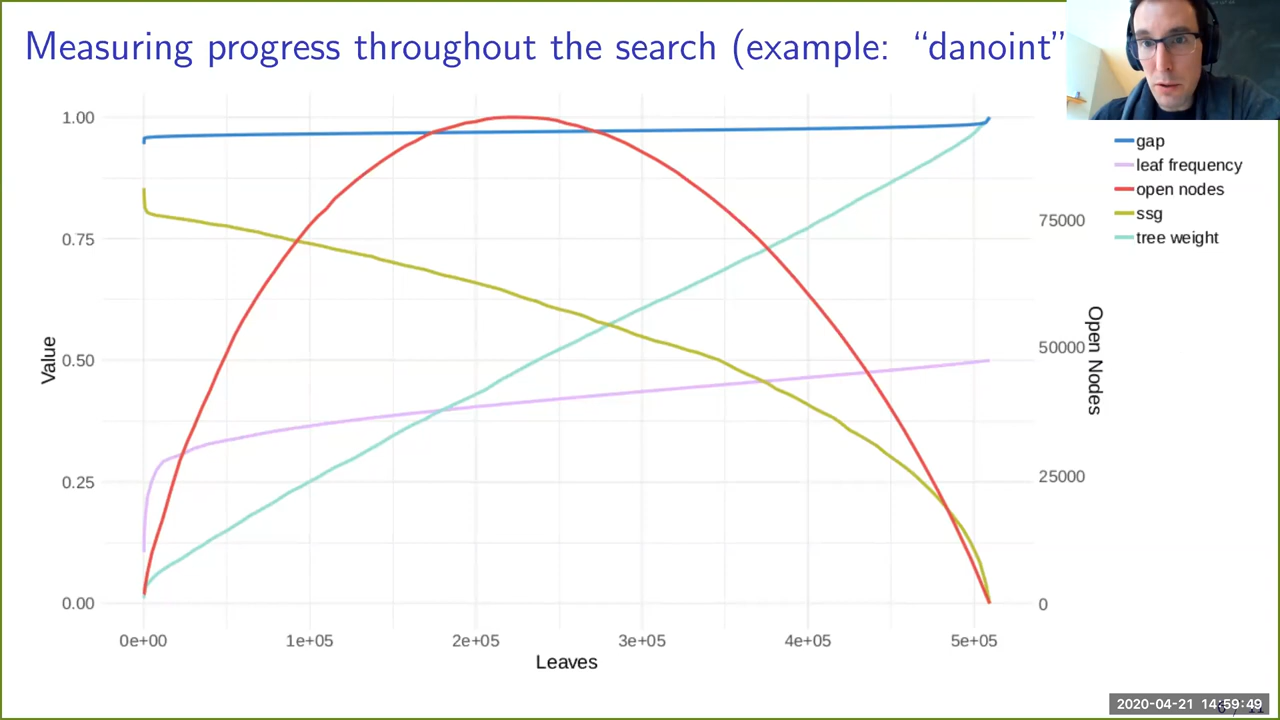 Measuring progress throughout the search (example: “danoint”
1.00
0.75
0.50
0.25
0.00
Value
0e+00 1e+05 2e+05 3e+05 4e+05 5e+05
Leaves
75000
50000
25000
0
Open Nodes
gap
leaf frequency
open nodes
ssg
tree weight
2020-04-21 14:59:49